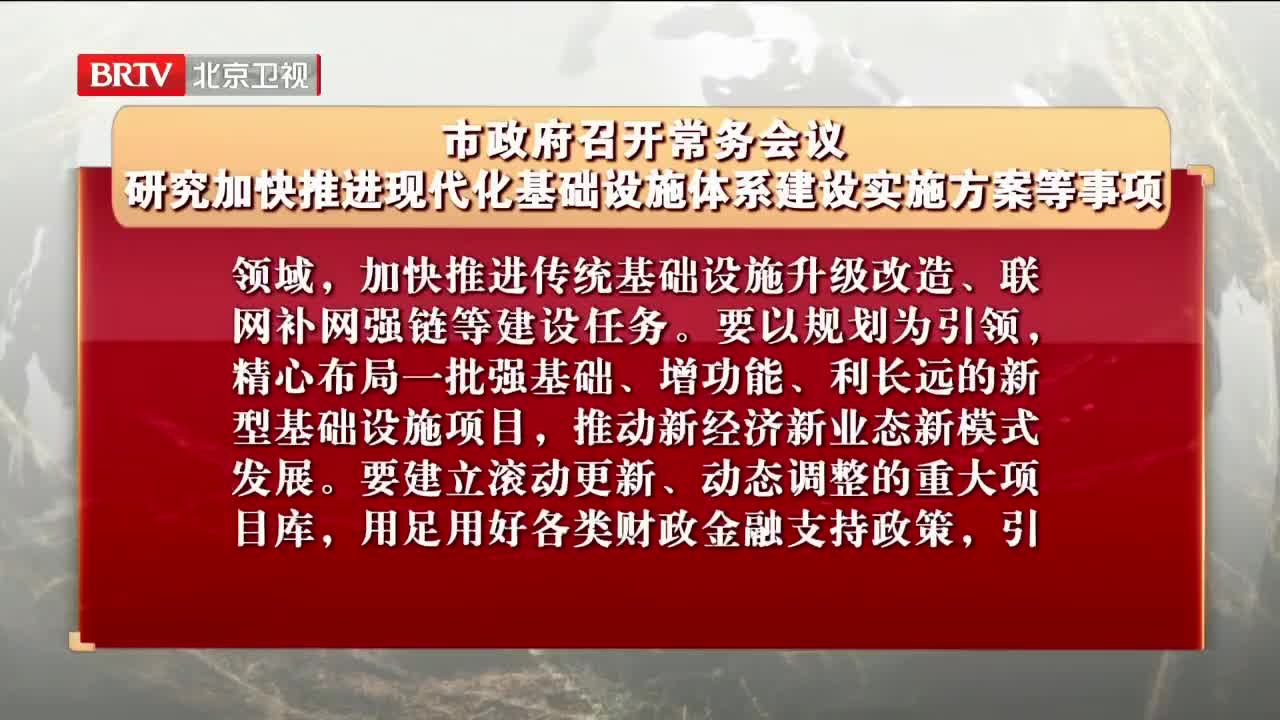 BRTV 北京卫视
市政府召开常务会议
研究加快推进现代化基础设施体系建设实施方案等事项
领域，加快推进传统基础设施升级改造、联
网补网强链等建设任务。要以规划为引领，
精心布局一批强基础、增功能、利长远的新
型基础设施项目，推动新经济新业态新模式
发展。要建立滚动更新、动态调整的重大项
目库，用足用好各类财政金融支持政策，引